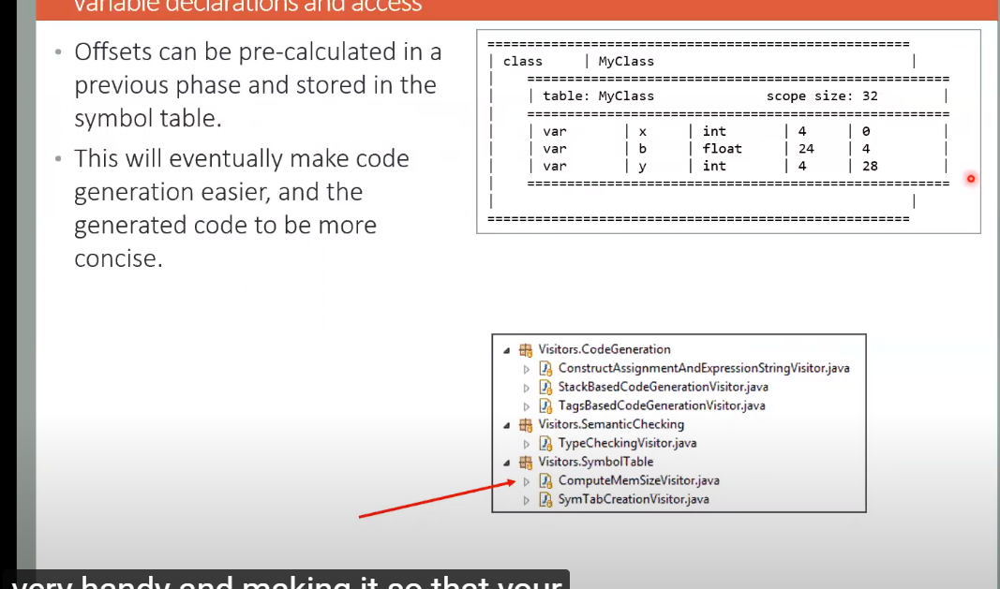 variable declarations and access
• Offsets can be pre-calculated in a
previous phase and stored in the
symbol table.
• This will eventually make code
generation easier, and the
generated code to be more
concise.
=====================================================
| class | MyClass |
| =====================================================
| | table: MyClass scope size: 32 |
| =====================================================
| | var | x | int | 4 | 0 |
| | var | b | float | 24 | 4 |
| | var | y | int | 4 | 28 |
| =====================================================
| |
=====================================================
Visitors.CodeGeneration
ConstructAssignmentAndExpressionStringVisitor.java
StackBasedCodeGenerationVisitor.java
TagsBasedCodeGenerationVisitor.java
Visitors.SemanticChecking
TypeCheckingVisitor.java
Visitors.SymbolTable
ComputeMemSizeVisitor.java
SymTabCreationVisitor.java
very handy and making it so that your